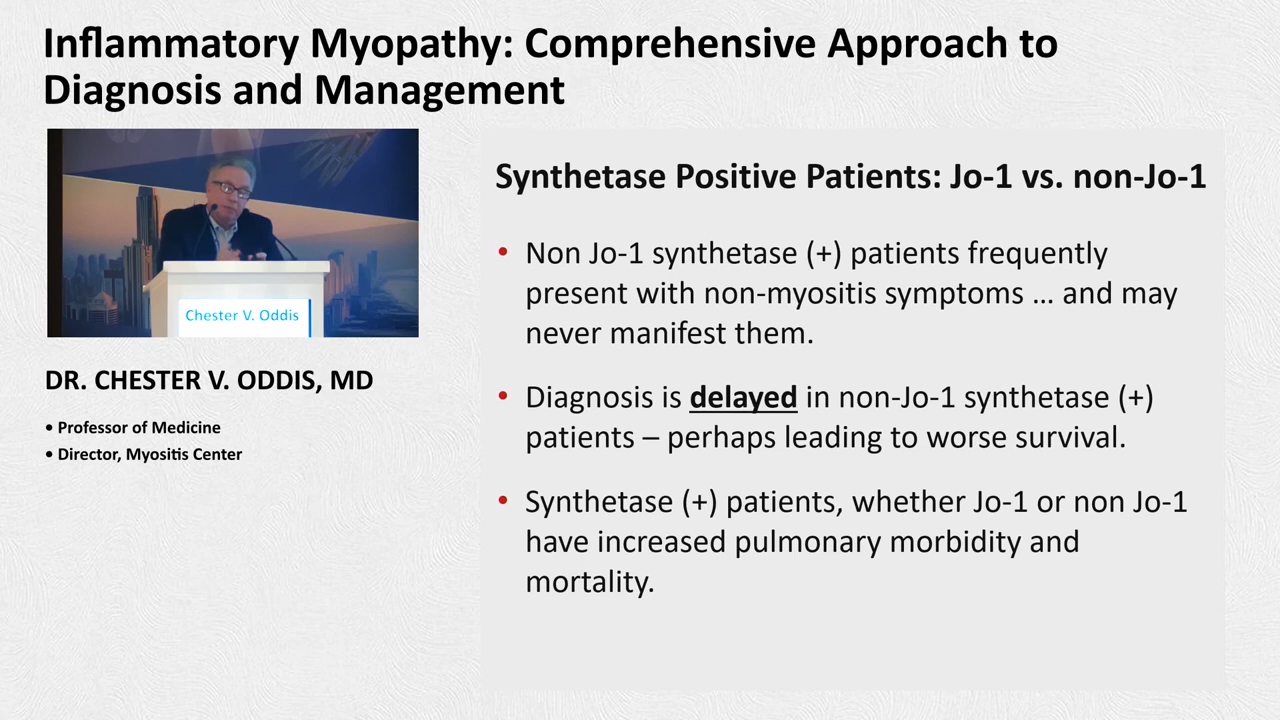 Inflammatory Myopathy: Comprehensive Approach to
Diagnosis and Management
Chester V. Oddis
DR. CHESTER V. ODDIS, MD
• Professor of Medicine
• Director, Myositis Center
Synthetase Positive Patients: Jo-1 vs. non-Jo-1
• Non Jo-1 synthetase (+) patients frequently
present with non-myositis symptoms … and may
never manifest them.
• Diagnosis is delayed in non-Jo-1 synthetase (+)
patients – perhaps leading to worse survival.
• Synthetase (+) patients, whether Jo-1 or non Jo-1
have increased pulmonary morbidity and
mortality.